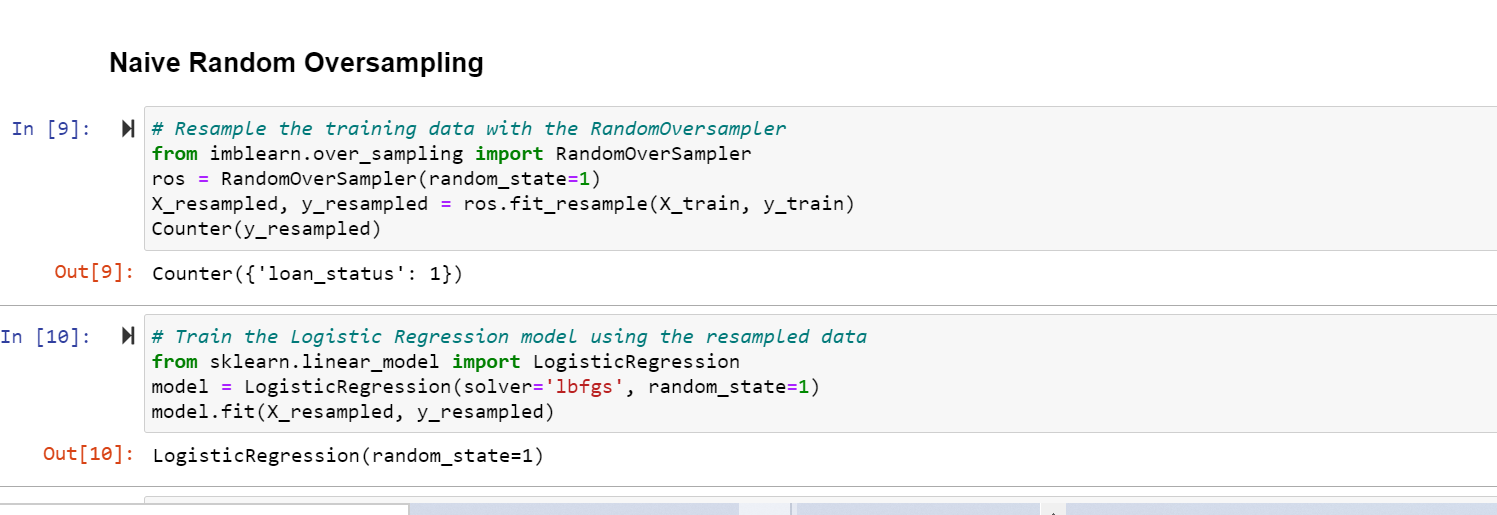 Naive Random Oversampling
In [9]:
# Resample the training data with the RandomOversampler
from imblearn.over_sampling import RandomOverSampler
ros = RandomOverSampler(random_state=1)
X_resampled, y_resampled = ros.fit_resample(X_train, y_train)
Counter(y_resampled)
Out[9]: Counter({'loan_status': 1})
In [10]:
# Train the Logistic Regression model using the resampled data
from sklearn.linear_model import LogisticRegression
model = LogisticRegression(solver='lbfgs', random_state=1)
model.fit(X_resampled, y_resampled)
Out[10]: LogisticRegression(random_state=1)